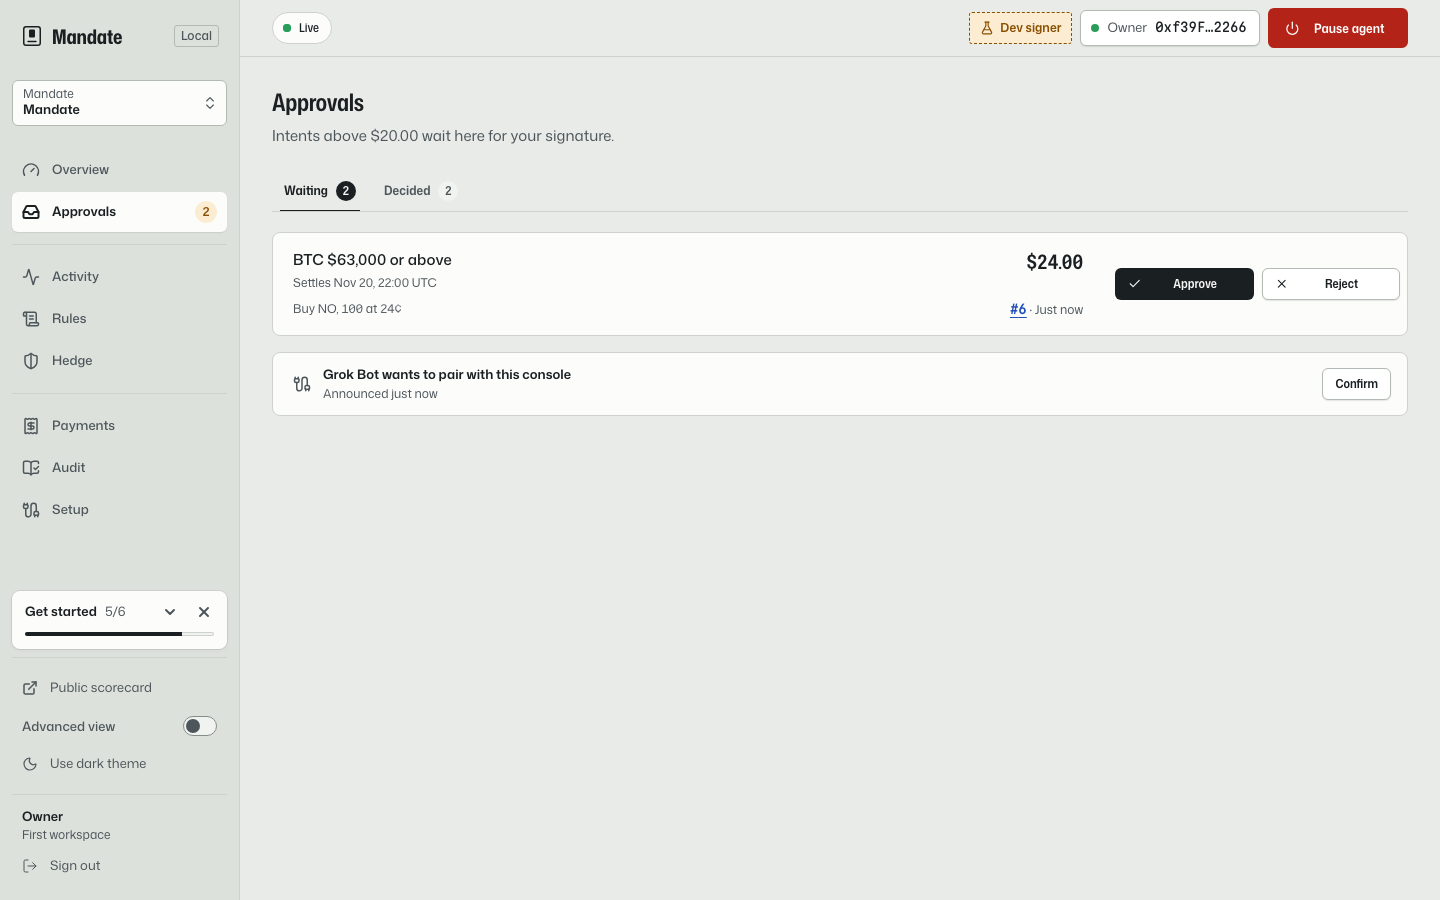 Mandate
Local
Mandate
Mandate
Overview
Approvals 2
Activity
Rules
Hedge
Payments
Audit
Setup
Get started 5/6
Public scorecard
Advanced view
Use dark theme
Owner
First workspace
Sign out
Live
Dev signer
Owner 0xf39F…2266
Pause agent
Approvals
Intents above $20.00 wait here for your signature.
Waiting 2
Decided 2
BTC $63,000 or above
Settles Nov 20, 22:00 UTC
Buy NO, 100 at 24¢
$24.00
#6 · Just now
Approve
Reject
Grok Bot wants to pair with this console
Announced just now
Confirm